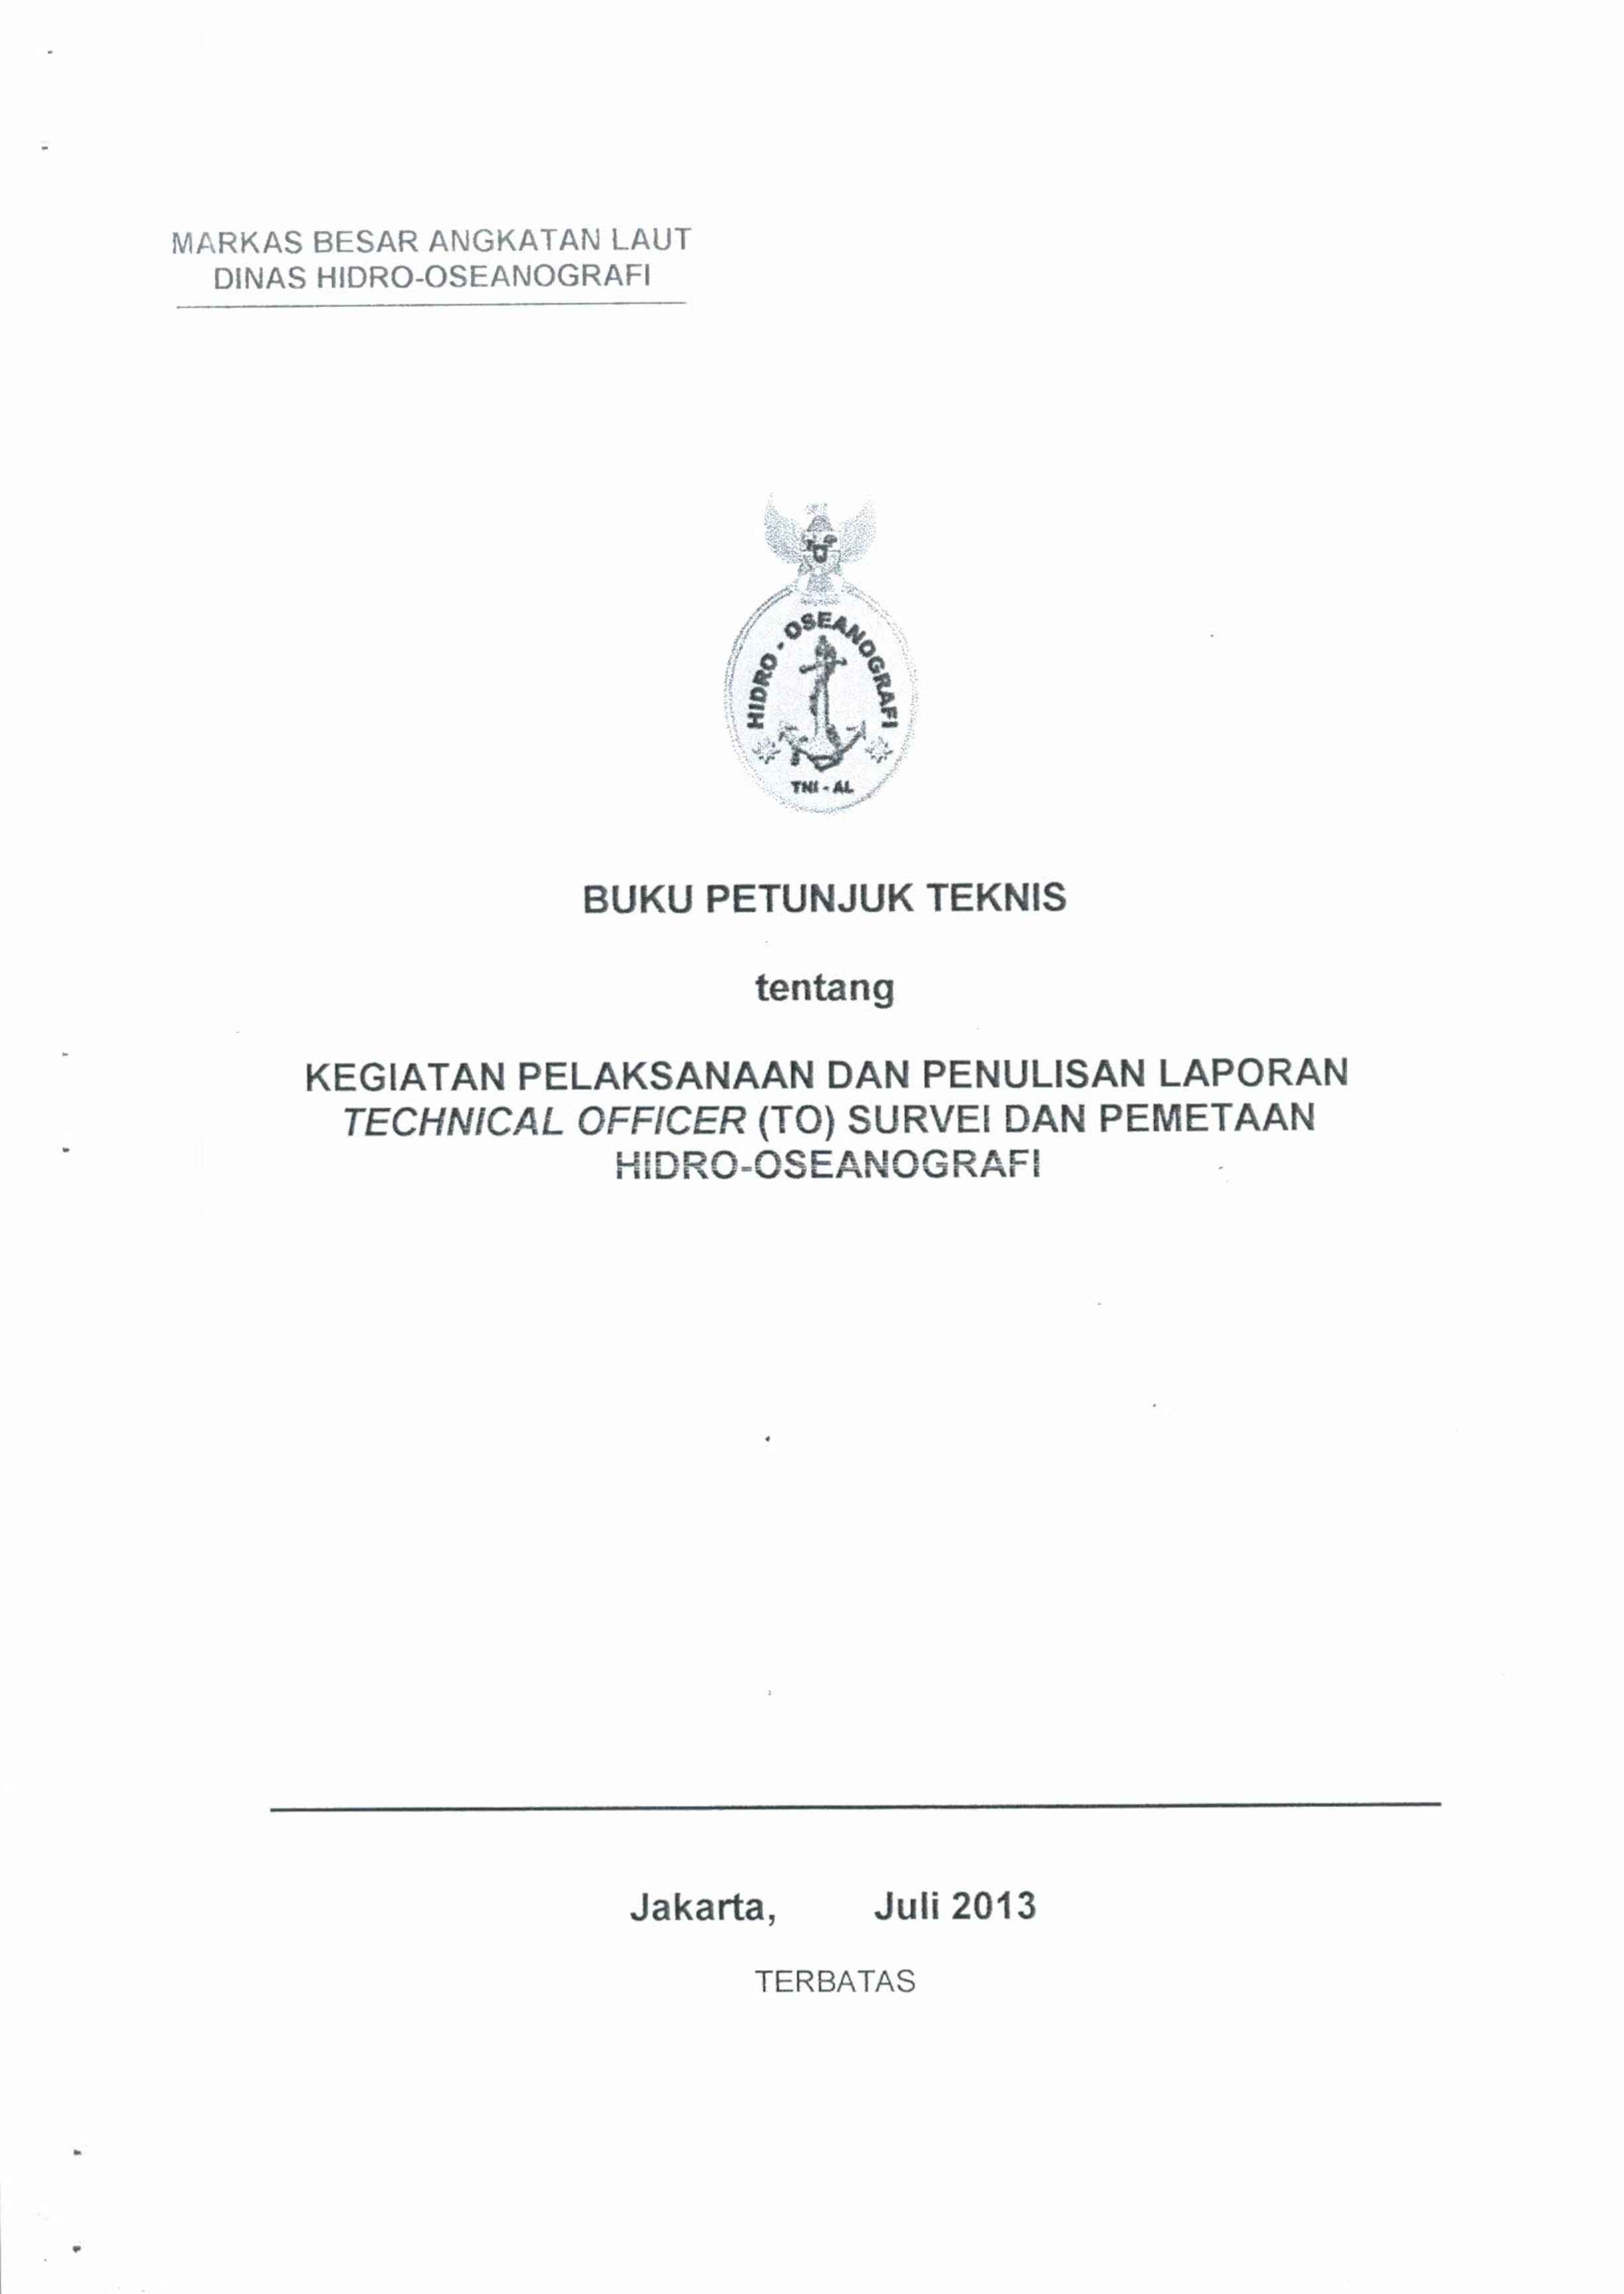 MARKAS BESAR ANGKATAN LAUT
DINAS HIDRO-OSEANOGRAFI
HIDRO - OSEANOGRAFI
TNI - AL
BUKU PETUNJUK TEKNIS
tentang
KEGIATAN PELAKSANAAN DAN PENULISAN LAPORAN
TECHNICAL OFFICER (TO) SURVEI DAN PEMETAAN
HIDRO-OSEANOGRAFI
Jakarta, Juli 2013
TERBATAS